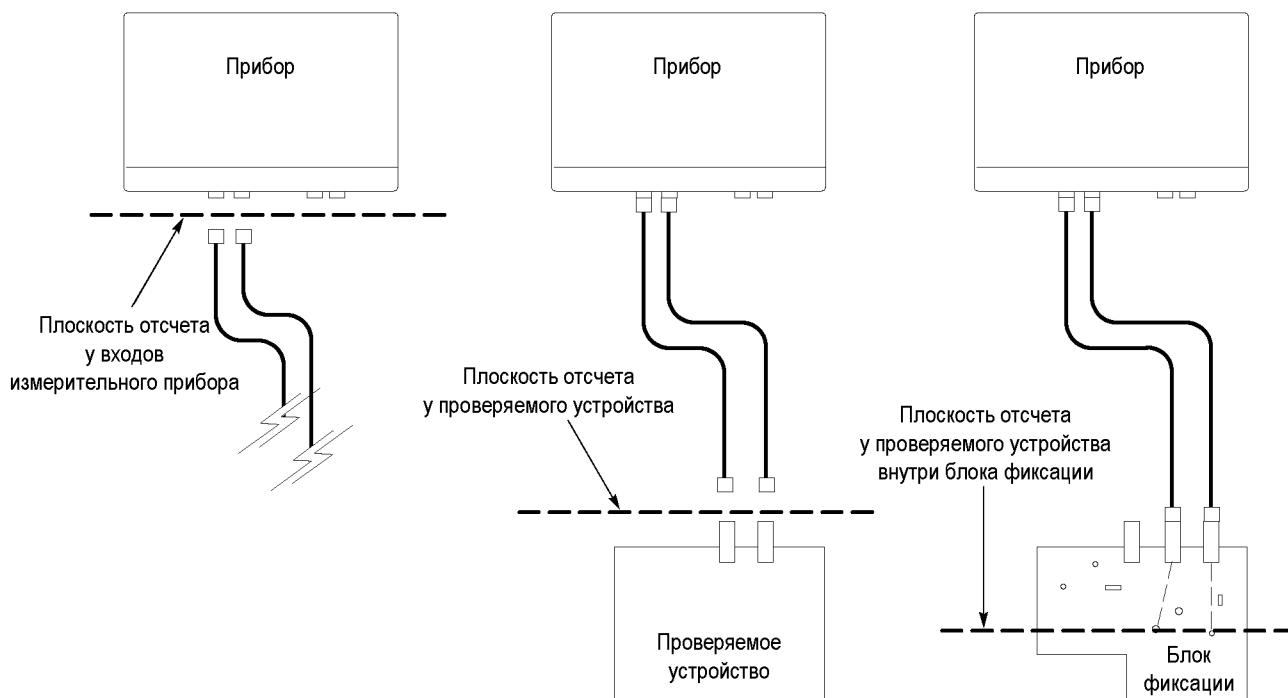 Прибор
Прибор
Прибор
Плоскость отсчета
у входов
измерительного прибора
Плоскость отсчета
у проверяемого устройства
Плоскость отсчета
у проверяемого устройства
внутри блока фиксации
Проверяемое
устройство
Блок
фиксации